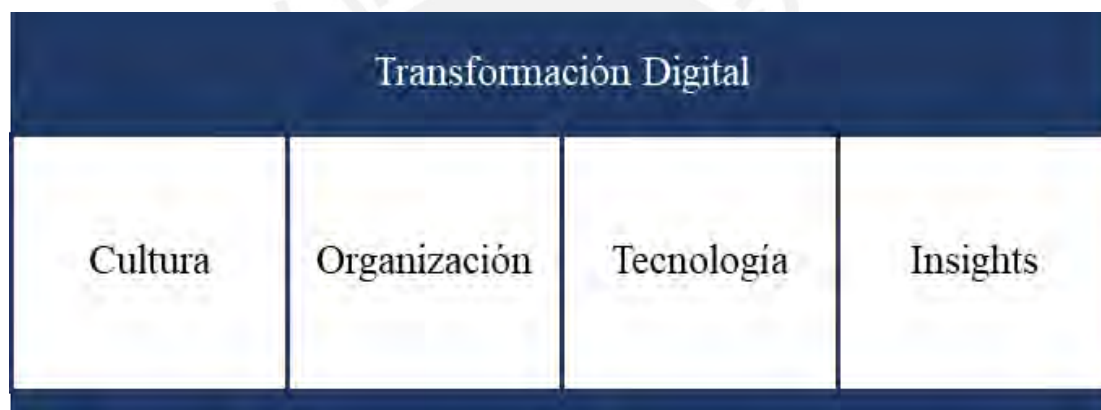 Transformación Digital
Cultura
Organización
Tecnología
Insights